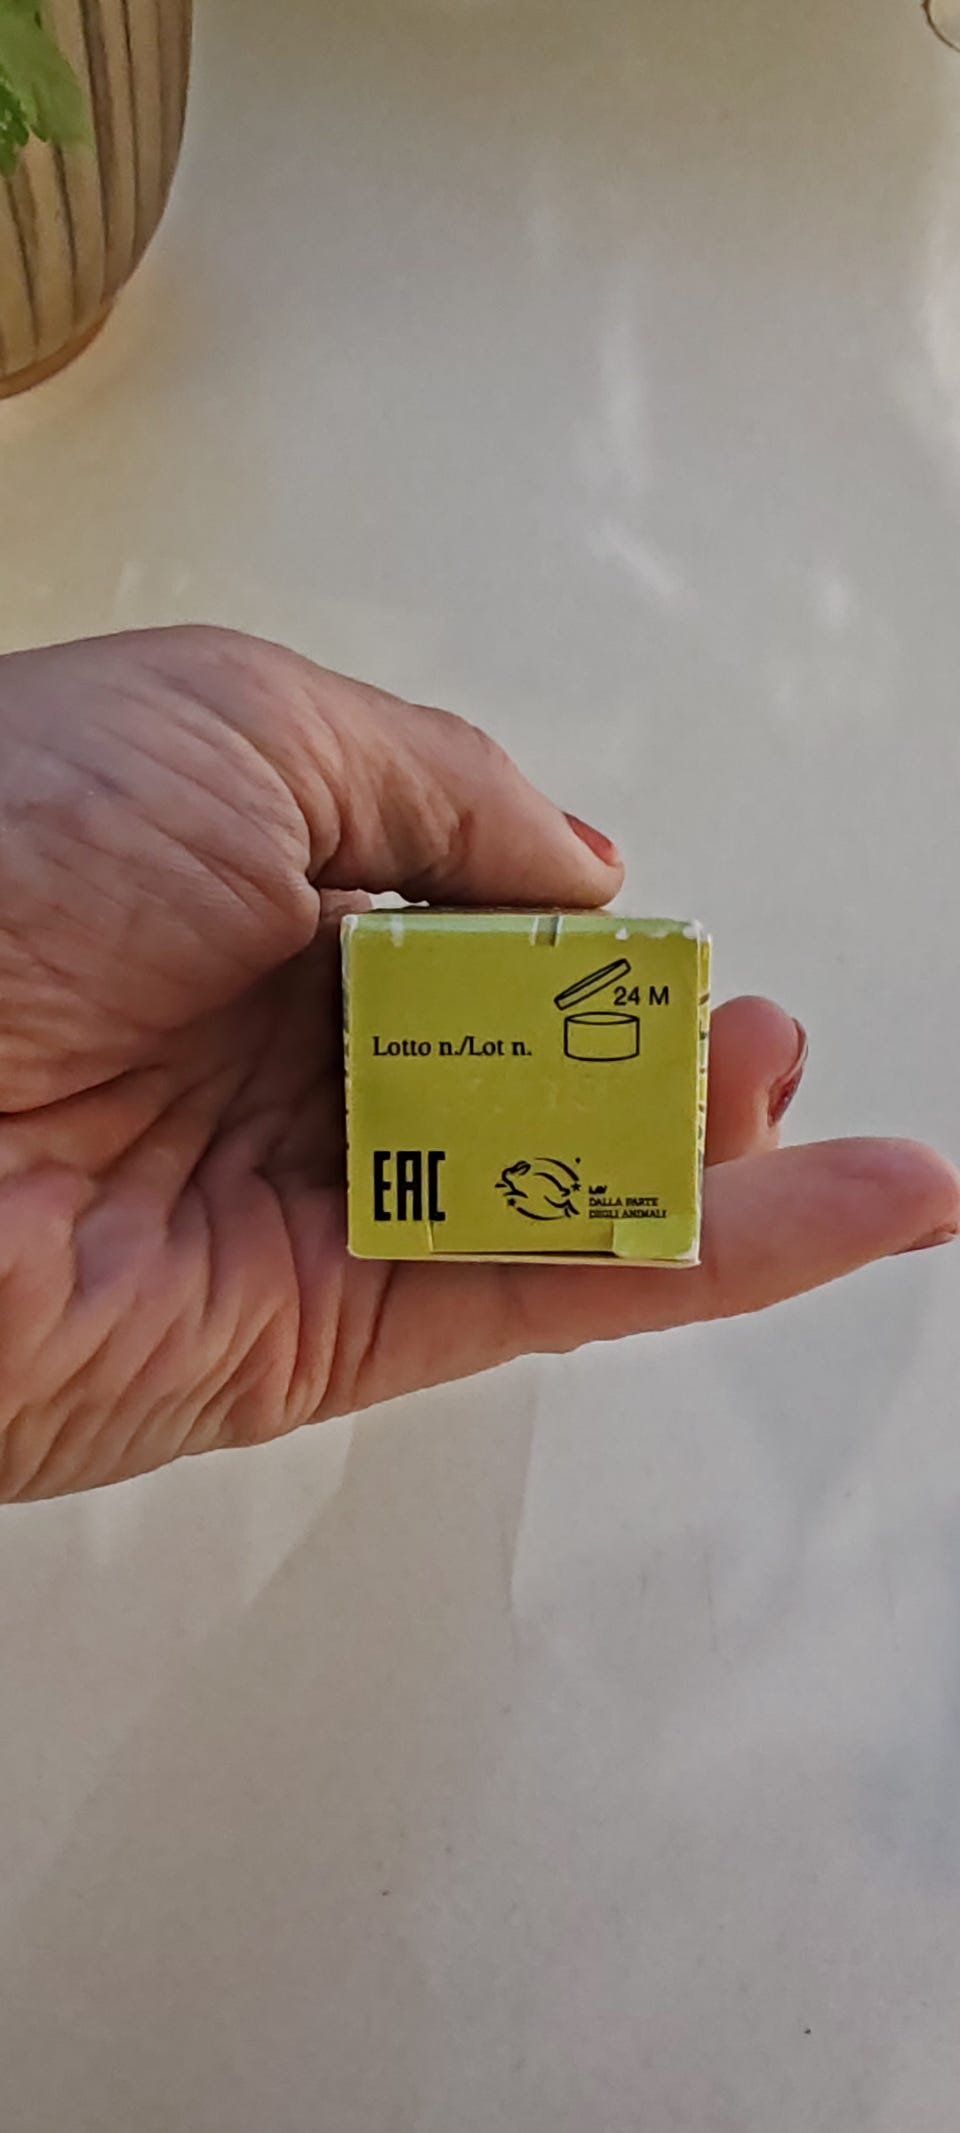 24 M
Lotto n./Lot n.
EAC
LAV
DALLA PARTE
DEGLI ANIMALI